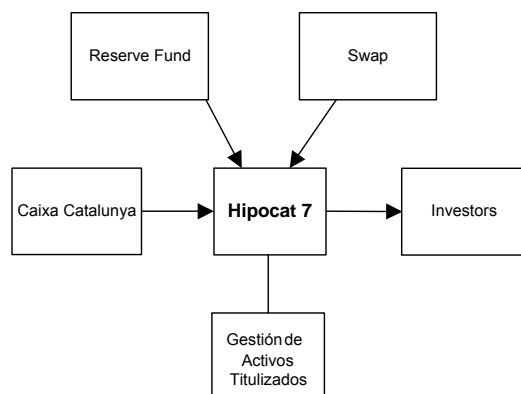 Reserve Fund
Swap
Caixa Catalunya
Hipocat 7
Investors
Gestión de
Activos
Titulizados